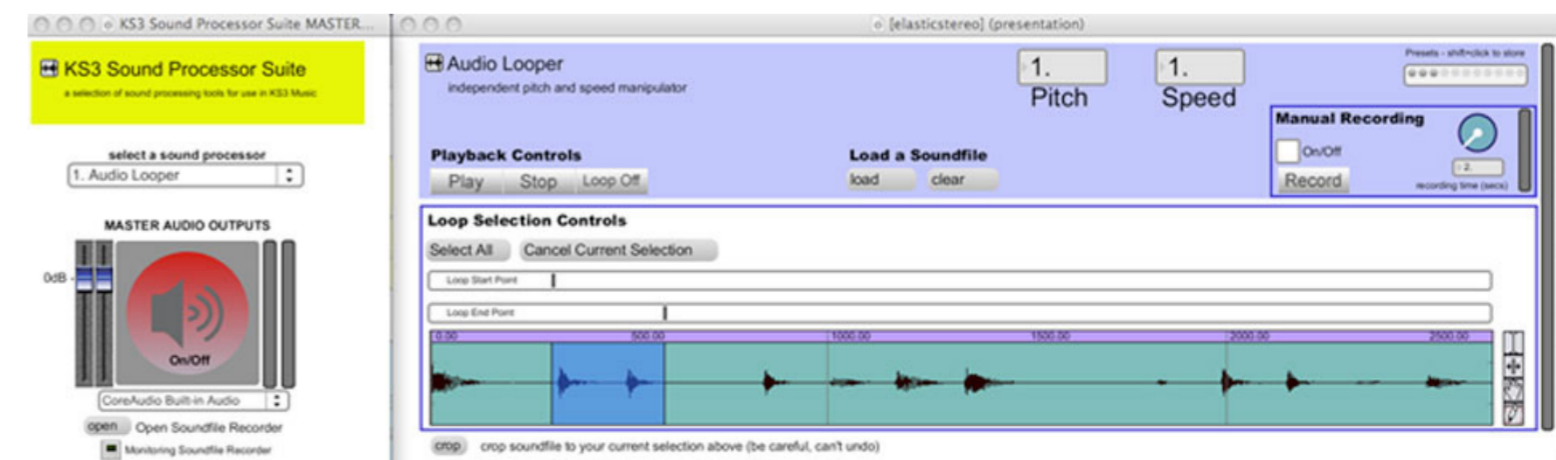 KS3 Sound Processor Suite MASTER...
KS3 Sound Processor Suite
a selection of sound processing tools for use in KS3 Music
select a sound processor
1. Audio Looper
MASTER AUDIO OUTPUTS
0dB
On/Off
CoreAudio Built-in Audio
open Open Soundfile Recorder
Monitoring Soundfile Recorder
[elasticstereo] (presentation)
Audio Looper
independent pitch and speed manipulator
1.
Pitch
1.
Speed
Presets - shift+click to store
Manual Recording
On/Off
Record
2.
recording time (secs)
Playback Controls
Play Stop Loop Off
Load a Soundfile
load clear
Loop Selection Controls
Select All Cancel Current Selection
Loop Start Point
Loop End Point
0.00 500.00 1000.00 1500.00 2000.00 2500.00
crop crop soundfile to your current selection above (be careful, can't undo)